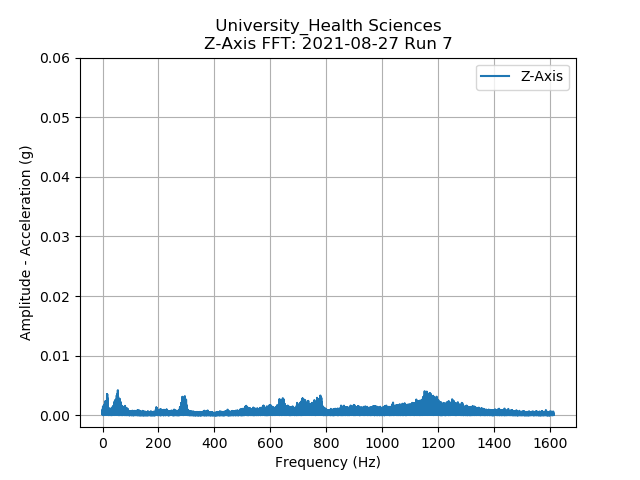 University_Health Sciences
Z-Axis FFT: 2021-08-27 Run 7
Z-Axis
0.06
0.05
0.04
0.03
0.02
0.01
0.00
Amplitude - Acceleration (g)
0 200 400 600 800 1000 1200 1400 1600
Frequency (Hz)